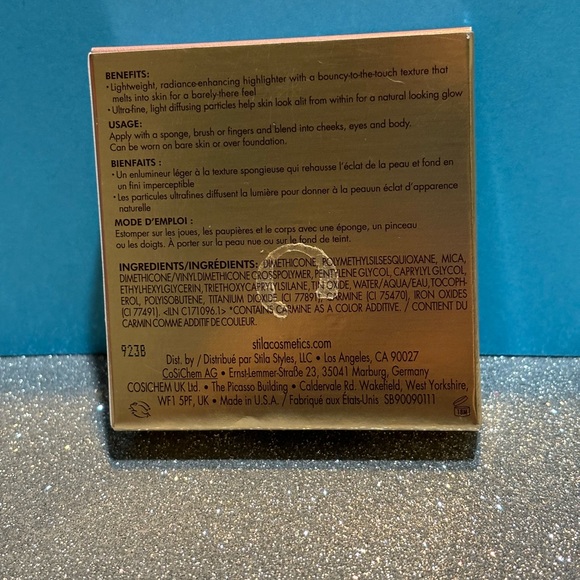 BENEFITS:
• Lightweight, radiance-enhancing highlighter with a bouncy-to-the-touch texture that
melts into skin for a barely-there feel
• Ultra-fine, light diffusing particles help skin look alit from within for a natural looking glow
USAGE:
Apply with a sponge, brush or fingers and blend into cheeks, eyes and body.
Can be worn on bare skin or over foundation.
BIENFAITS :
• Un enlumineur léger à la texture spongieuse qui rehausse l'éclat de la peau et fond en
un fini imperceptible
• Les particules ultrafines diffusent la lumière pour donner à la peauun éclat d'apparence
naturelle
MODE D'EMPLOI :
Estomper sur les joues, les paupières et le corps avec une éponge, un pinceau
ou les doigts. À porter sur la peau nue ou sur le fond de teint.
INGREDIENTS/INGRÉDIENTS: DIMETHICONE, POLYMETHYLSILSESQUIOXANE, MICA,
DIMETHICONE/VINYLDIMETHICONE CROSSPOLYMER, PENTYLENE GLYCOL, CAPRYLYL GLYCOL,
ETHYLHEXYLGLYCERIN, TRIETHOXYCAPRYLYLSILANE, TIN OXIDE, WATER/AQUA/EAU, TOCOPH-
EROL, POLYISOBUTENE, TITANIUM DIOXIDE (CI 77891), CARMINE (CI 75470), IRON OXIDES
(CI 77491). <ILN C171096.1> *CONTAINS CARMINE AS A COLOR ADDITIVE. / CONTIENT DU
CARMIN COMME ADDITIF DE COULEUR.
stilacosmetics.com
923B
Dist. by / Distribué par Stila Styles, LLC • Los Angeles, CA 90027
CoSiChem AG • Ernst-Lemmer-Straße 23, 35041 Marburg, Germany
COSICHEM UK Ltd. • The Picasso Building • Caldervale Rd. Wakefield, West Yorkshire,
WF1 5PF, UK • Made in U.S.A. / Fabriqué aux États-Unis SB90090111